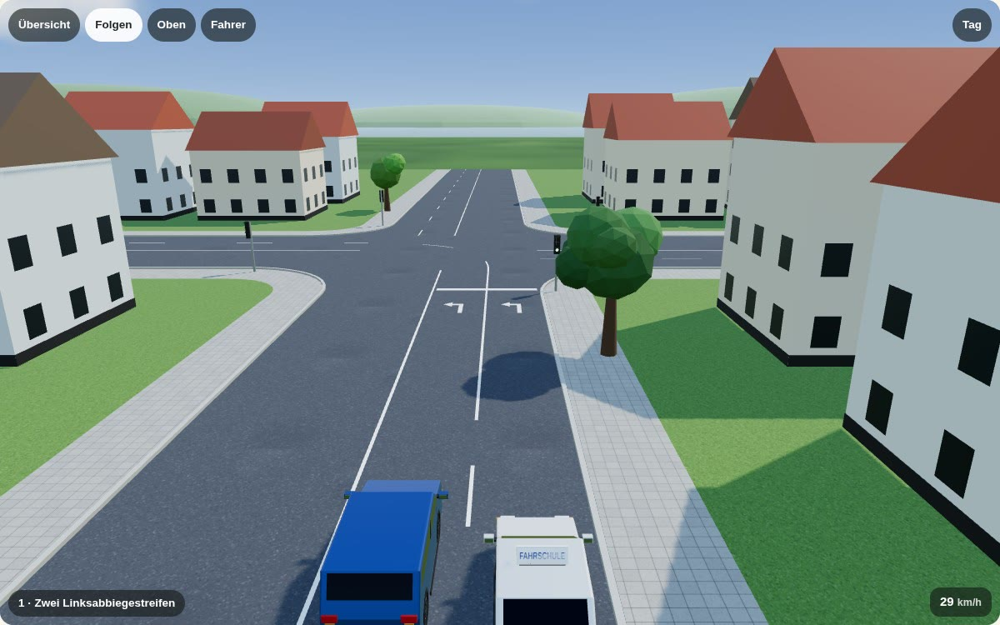 Übersicht
Folgen
Oben
Fahrer
Tag
FAHRSCHULE
1 · Zwei Linksabbiegestreifen
29 km/h